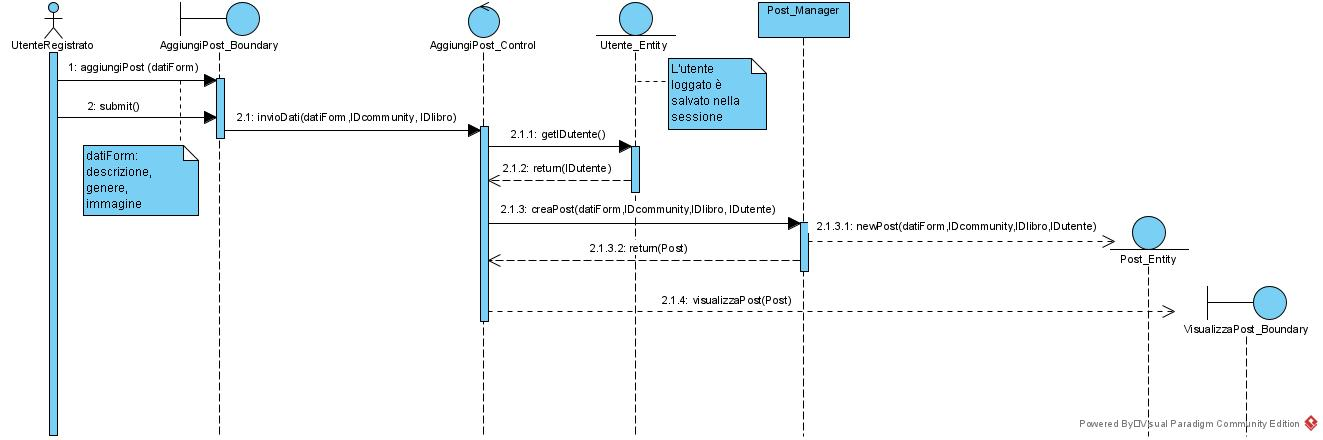 UtenteRegistrato
AggiungiPost_Boundary
AggiungiPost_Control
Utente_Entity
Post_Manager
1: aggiungiPost (datiForm)
2: submit()
datiForm:
descrizione,
genere,
immagine
2.1: invioDati(datiForm,IDcommunity, IDlibro)
L'utente
loggato è
salvato nella
sessione
2.1.1: getIDutente()
2.1.2: return(IDutente)
2.1.3: creaPost(datiForm,IDcommunity,IDlibro, IDutente)
2.1.3.1: newPost(datiForm,IDcommunity,IDlibro,IDutente)
Post_Entity
2.1.3.2: return(Post)
2.1.4: visualizzaPost(Post)
VisualizzaPost_Boundary
Powered By Visual Paradigm Community Edition